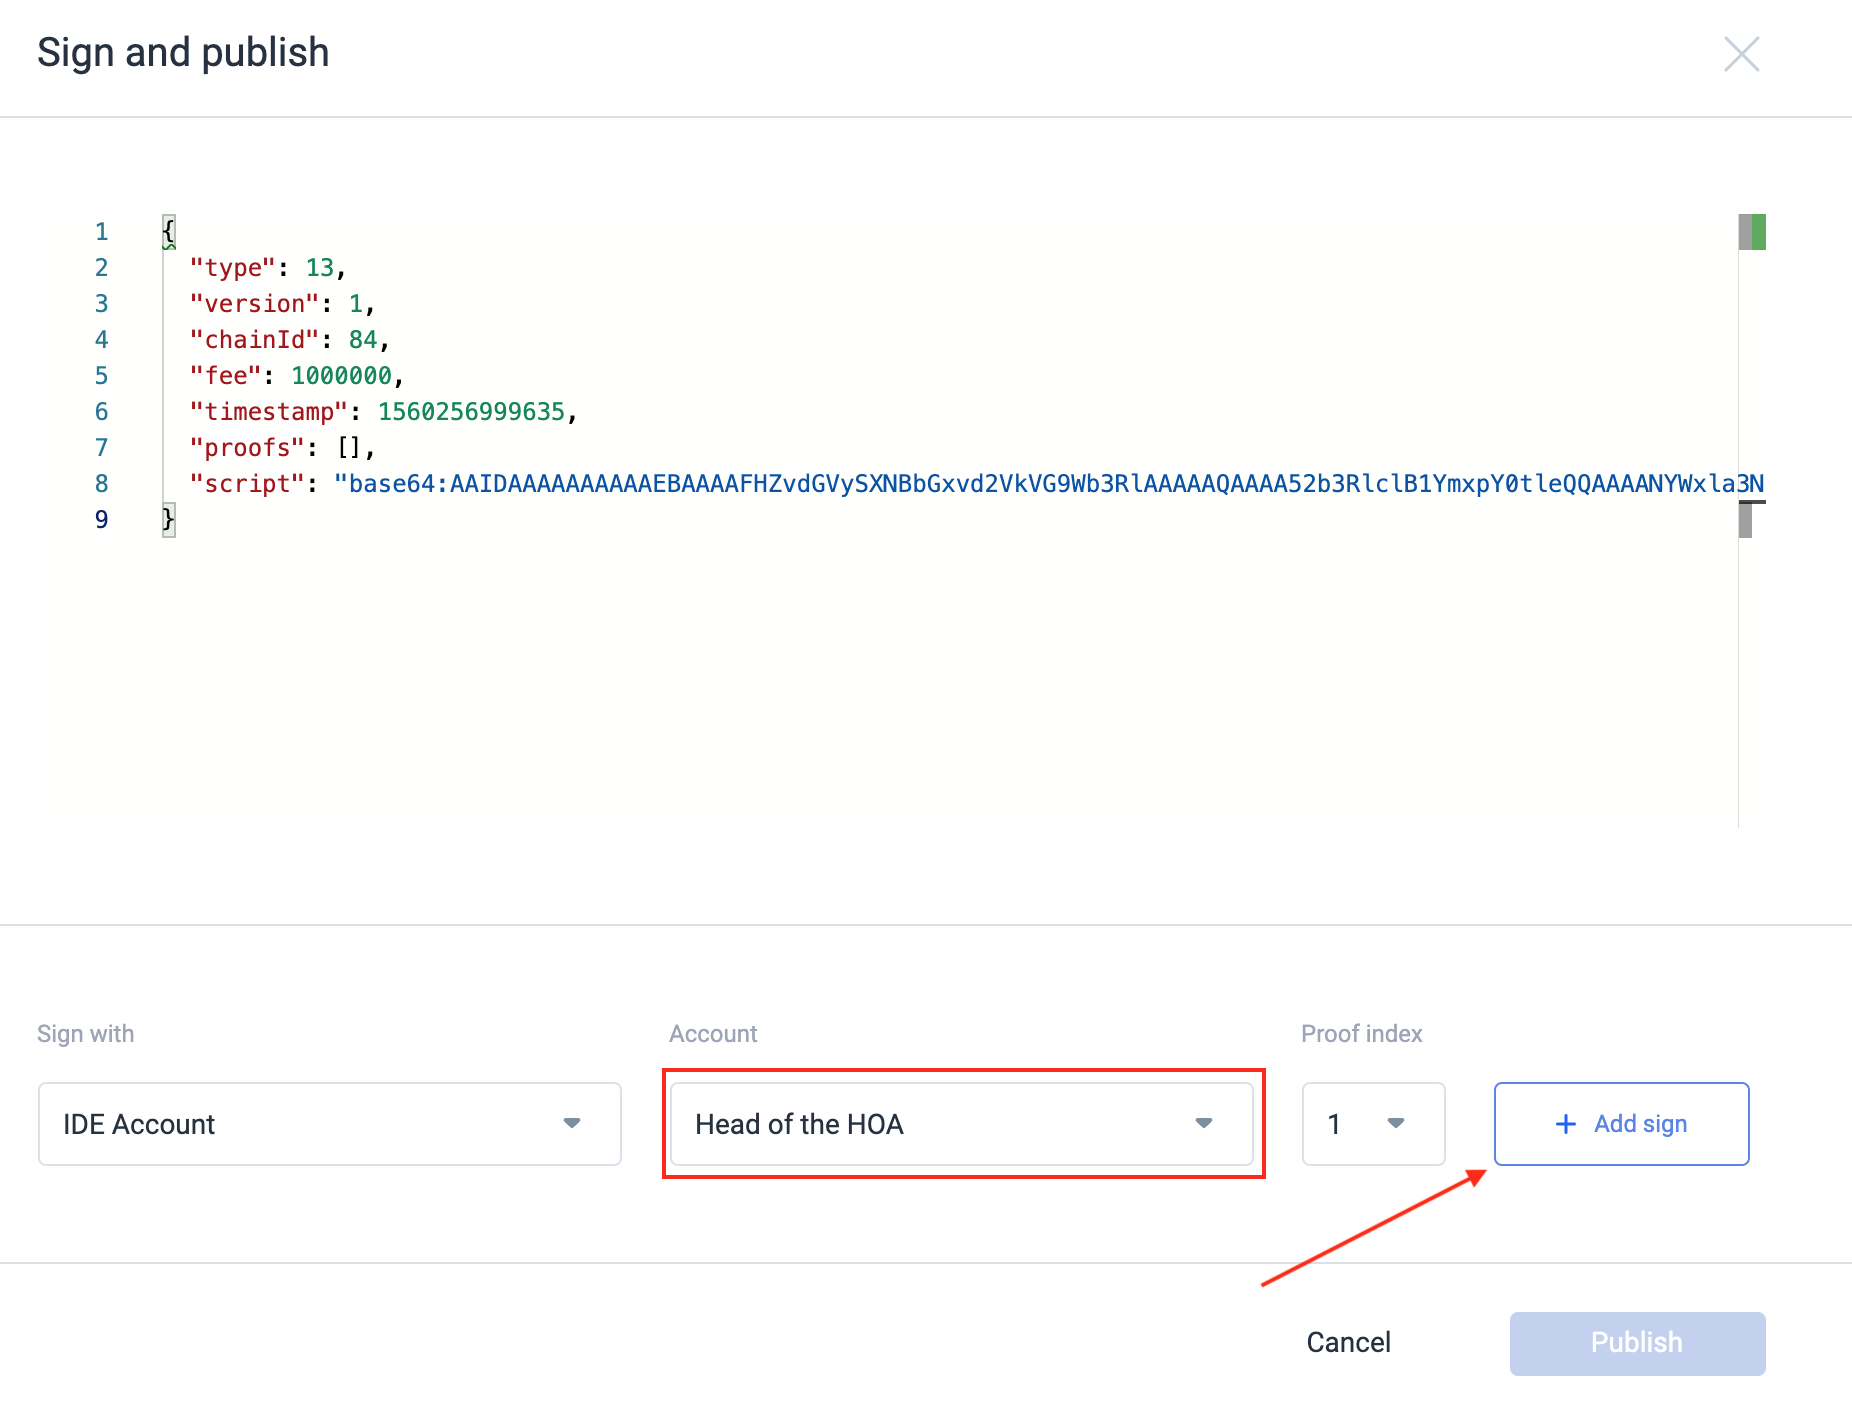 Sign and publish
1 {
2 "type": 13,
3 "version": 1,
4 "chainId": 84,
5 "fee": 1000000,
6 "timestamp": 1560256999635,
7 "proofs": [],
8 "script": "base64:AAIDAAAAAAAAAAEBAAAAFHZvdGVySXNBbGxvd2VkVG9Wb3RlAAAAAQAAAA52b3RlclB1YmxpY0tleQQAAAANYWxla3N
9 }
Sign with
Account
Proof index
IDE Account
Head of the HOA
1
+ Add sign
Cancel
Publish